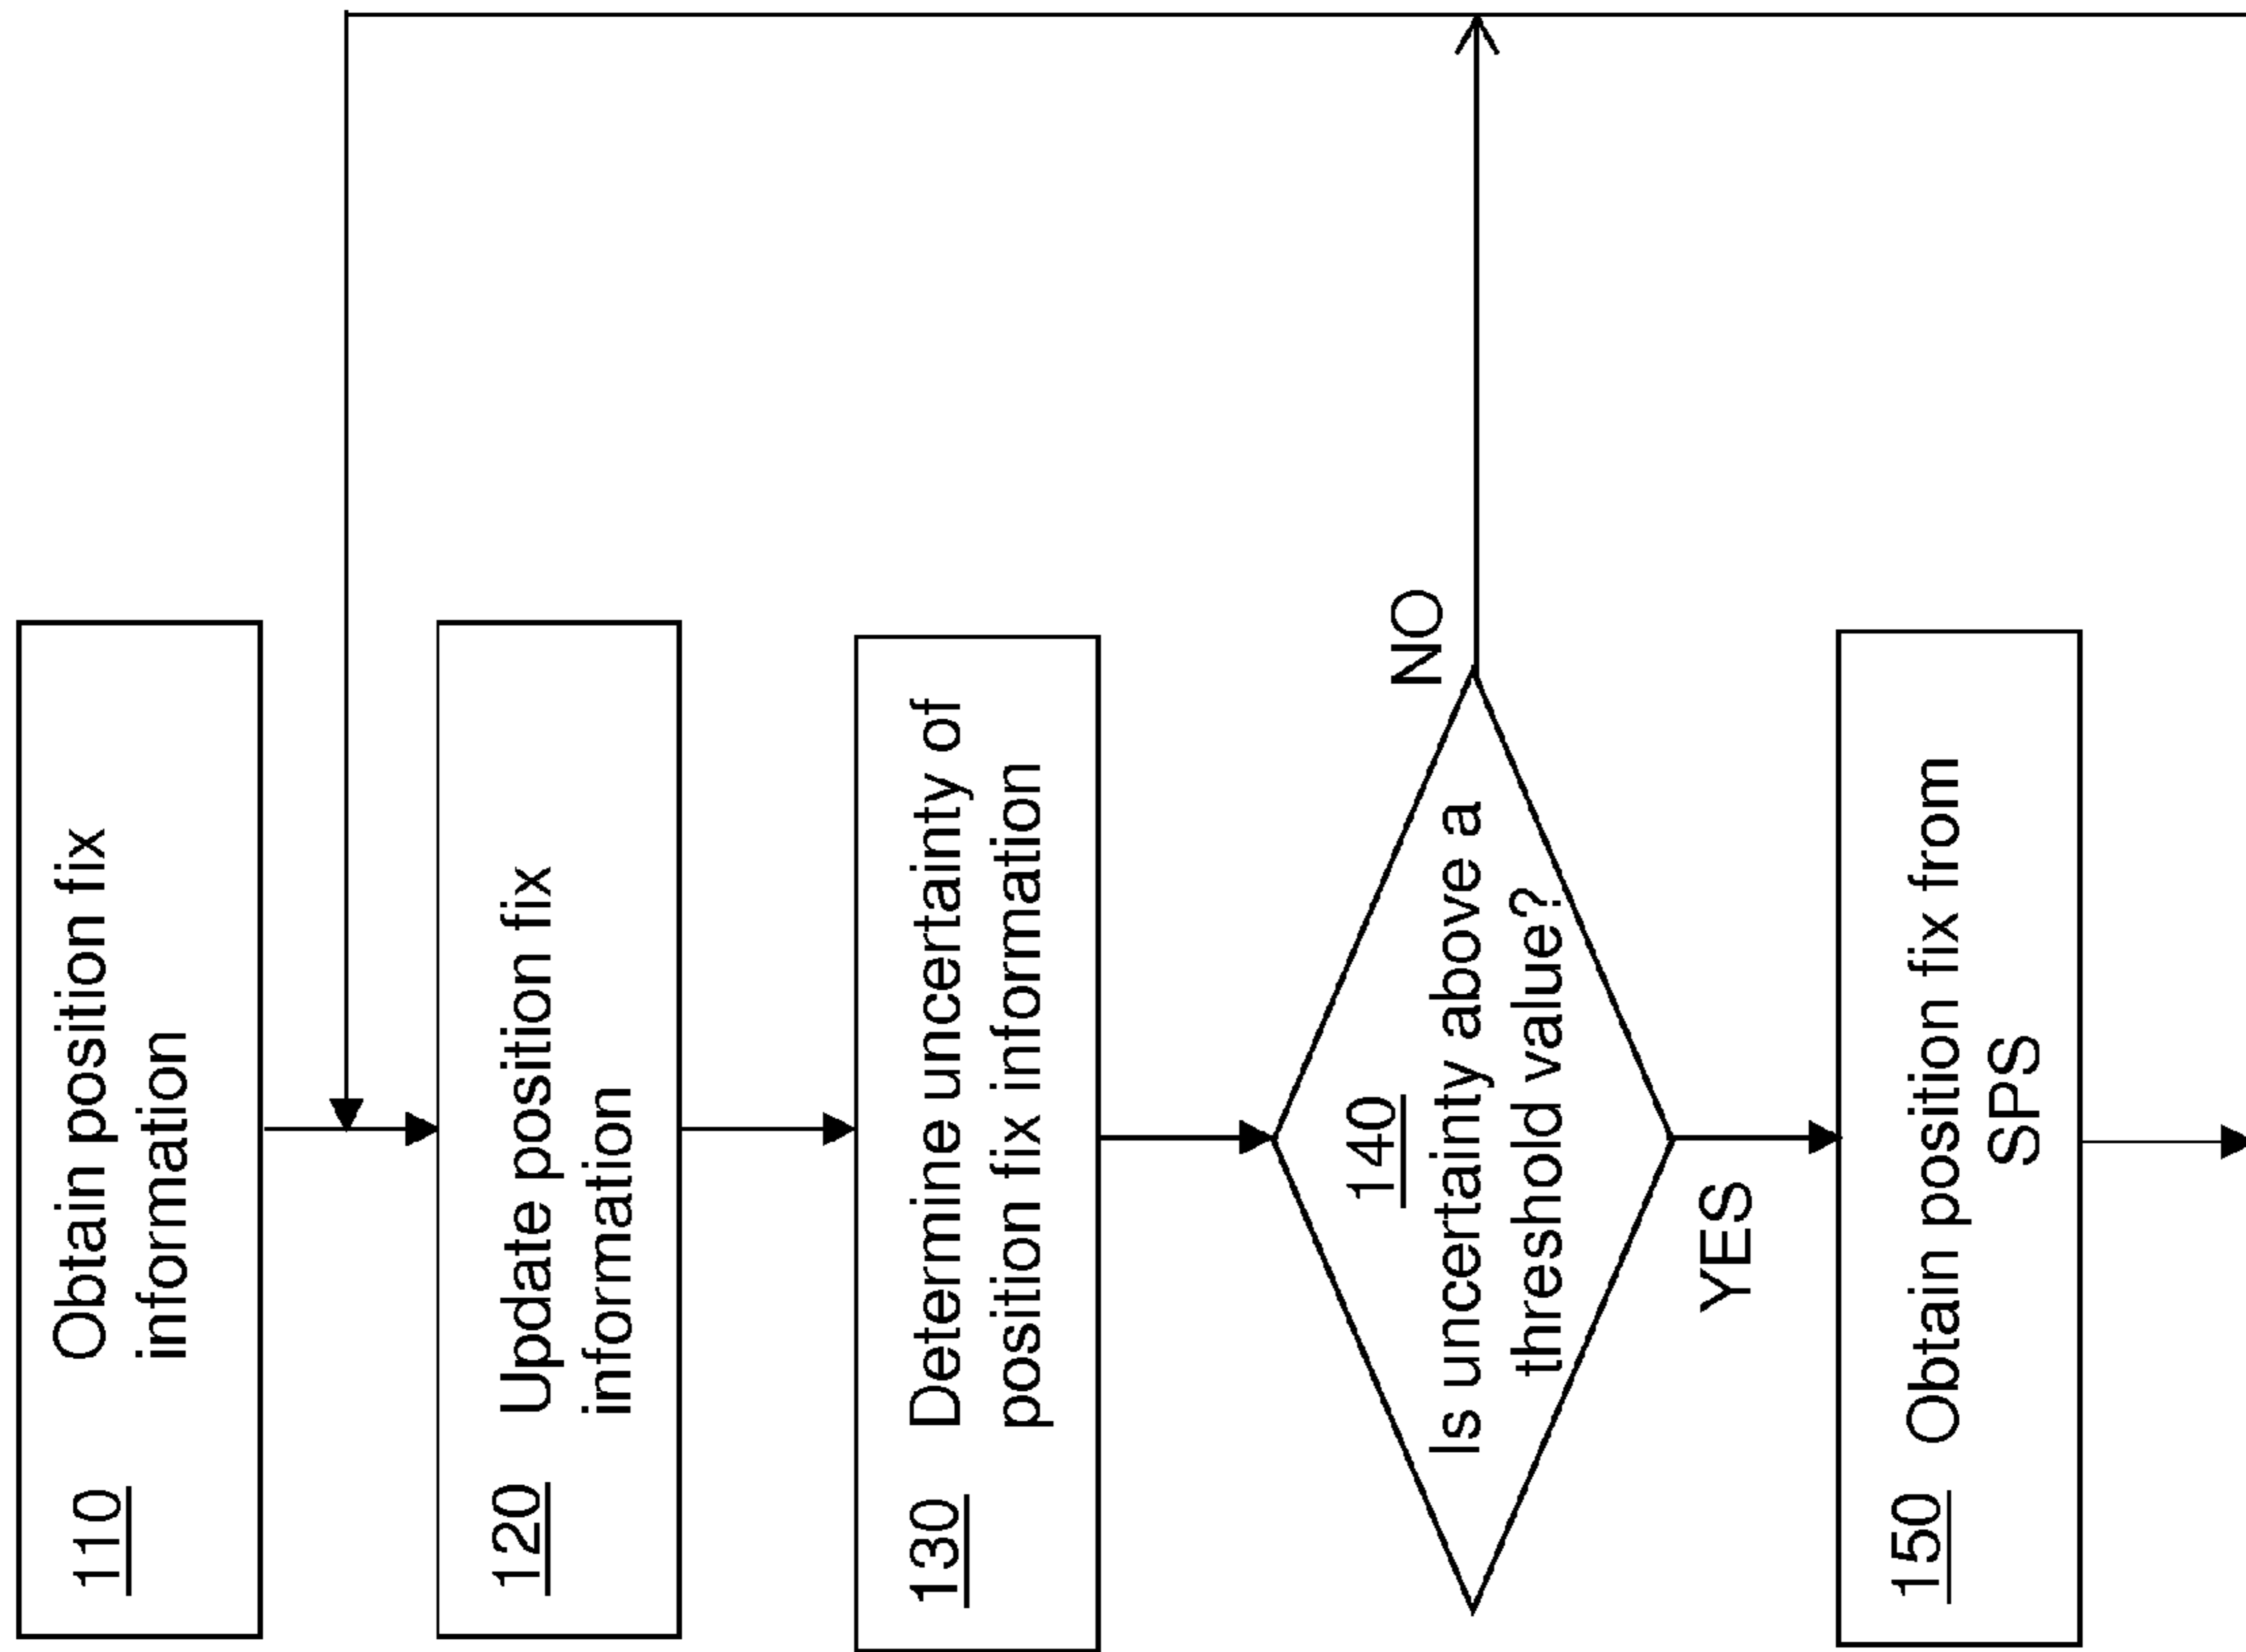 110 Obtain position fix
information
120 Update position fix
information
130 Determine uncertainty of
position fix information
140
Is uncertainty above a
threshold value?
NO
YES
150 Obtain position fix from
SPS